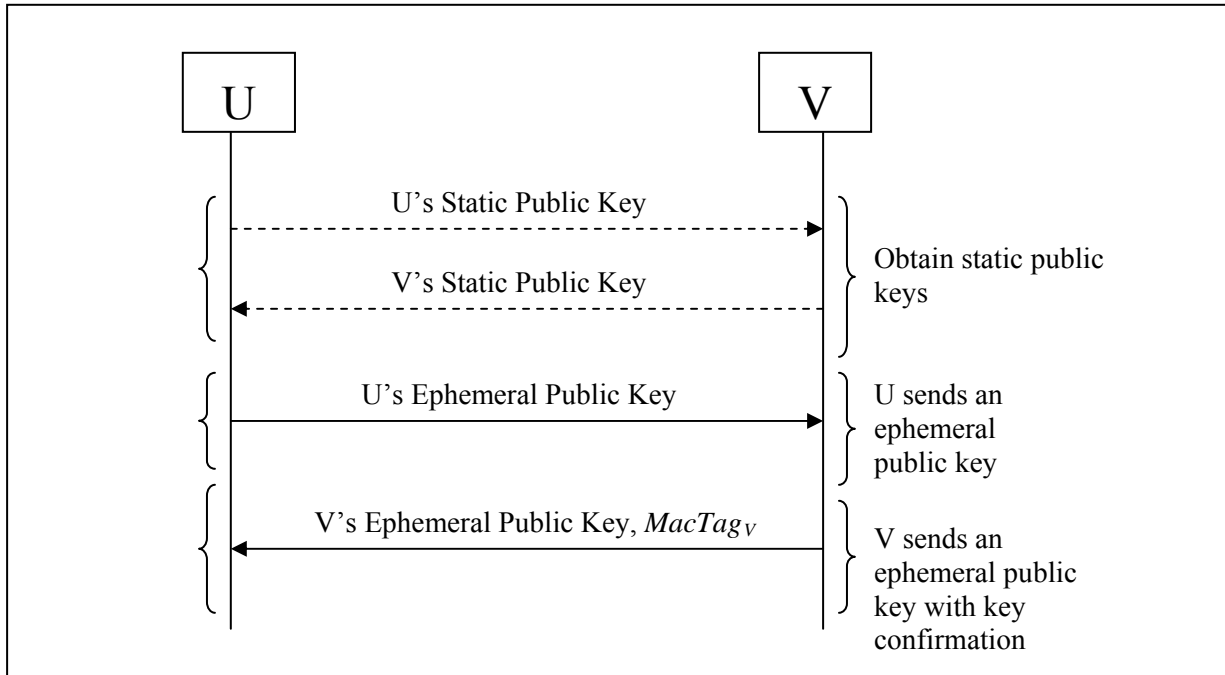 U
V
U’s Static Public Key
V’s Static Public Key
Obtain static public
keys
U’s Ephemeral Public Key
U sends an
ephemeral
public key
V’s Ephemeral Public Key, MacTagV
V sends an
ephemeral public
key with key
confirmation